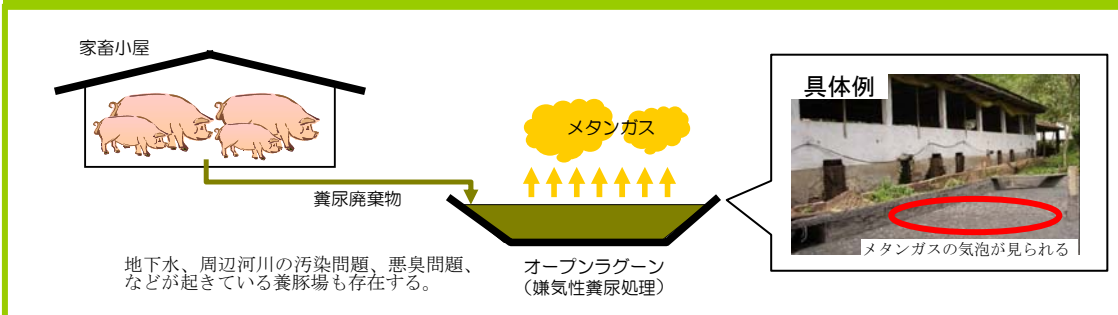 家畜小屋
メタンガス
具体例
糞尿廃棄物
メタンガスの気泡が見られる
地下水、周辺河川の汚染問題、悪臭問題、
などが起きている養豚場も存在する。
オープンラグーン
（嫌気性糞尿処理）